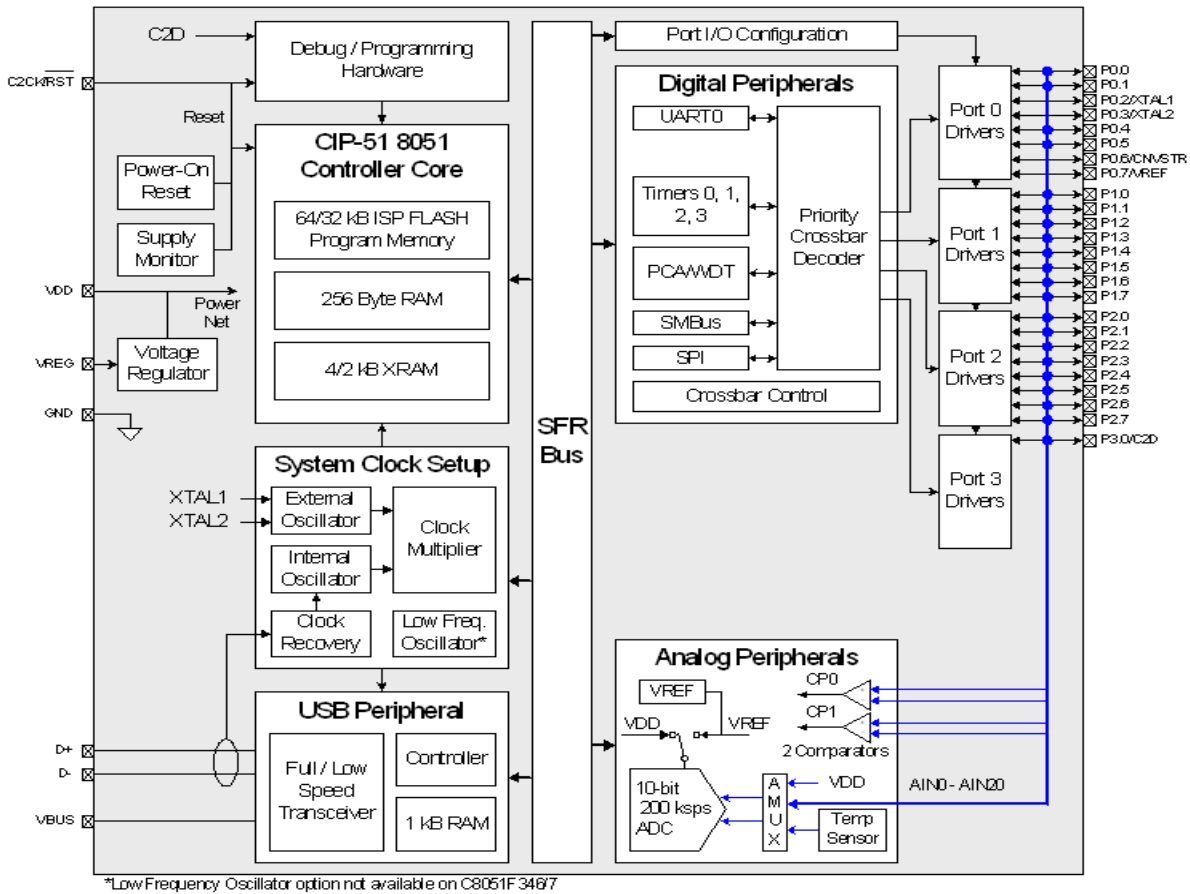 C2D
C2CK/RST
Reset
Power-On
Reset
Supply
Monitor
VDD
Power
Net
VREG
Voltage
Regulator
GND
Debug / Programming
Hardware
CIP-51 8051
Controller Core
64/32 kB ISP FLASH
Program Memory
256 Byte RAM
4/2 kB XRAM
System Clock Setup
XTAL1
XTAL2
External
Oscillator
Internal
Oscillator
Clock
Recovery
Clock
Multiplier
Low Freq.
Oscillator*
USB Peripheral
D+
D-
VBUS
Full / Low
Speed
Transceiver
Controller
1 kB RAM
SFR
Bus
Port I/O Configuration
Digital Peripherals
UART0
Timers 0, 1,
2, 3
PCA/WDT
SMBus
SPI
Priority
Crossbar
Decoder
Crossbar Control
Port 0
Drivers
Port 1
Drivers
Port 2
Drivers
Port 3
Drivers
P0.0
P0.1
P0.2/XTAL1
P0.3/XTAL2
P0.4
P0.5
P0.6/CNVSTR
P0.7/VREF
P1.0
P1.1
P1.2
P1.3
P1.4
P1.5
P1.6
P1.7
P2.0
P2.1
P2.2
P2.3
P2.4
P2.5
P2.6
P2.7
P3.0/C2D
Analog Peripherals
VREF
VDD
VREF
CP0
+
-
CP1
+
-
2 Comparators
10-bit
200 ksps
ADC
A
M
U
X
VDD
Temp
Sensor
AIN0 - AIN20
*Low Frequency Oscillator option not available on C8051F346/7